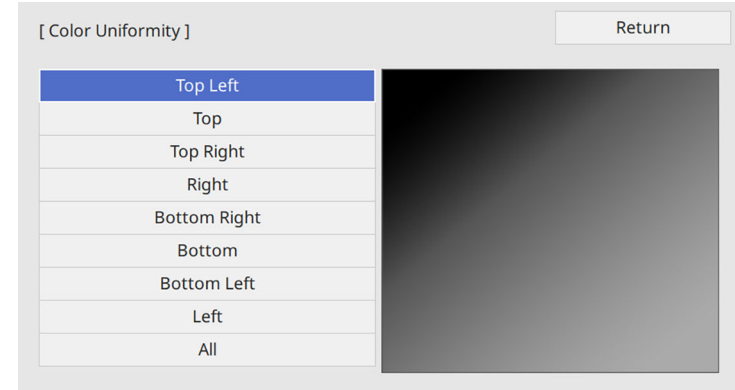 [ Color Uniformity ]
Return
Top Left
Top
Top Right
Right
Bottom Right
Bottom
Bottom Left
Left
All